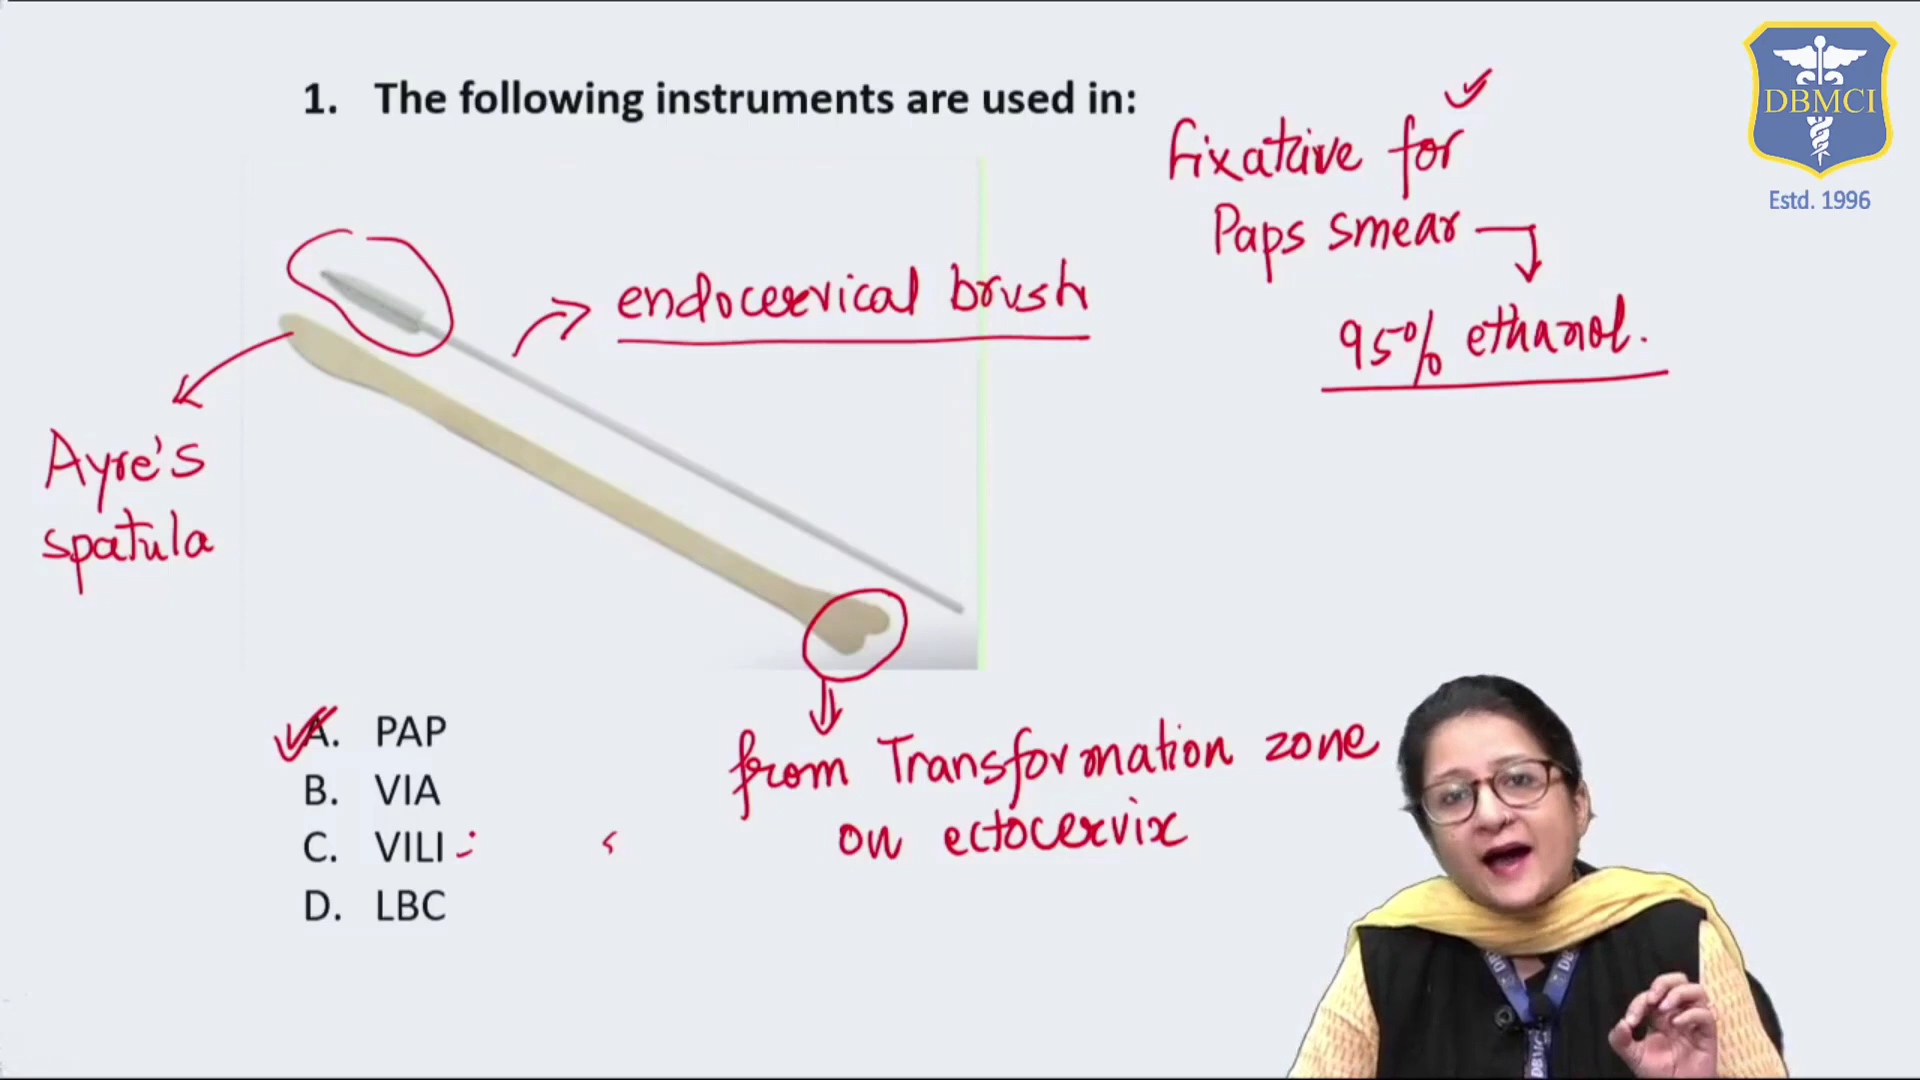 1. The following instruments are used in:
fixative for
Paps smear
95% ethanol.
endocervical brush
Ayre's
spatula
A. PAP
B. VIA
C. VILI
D. LBC
from Transformation zone
on ectocervix
DBMCI
Estd. 1996
DBMCI